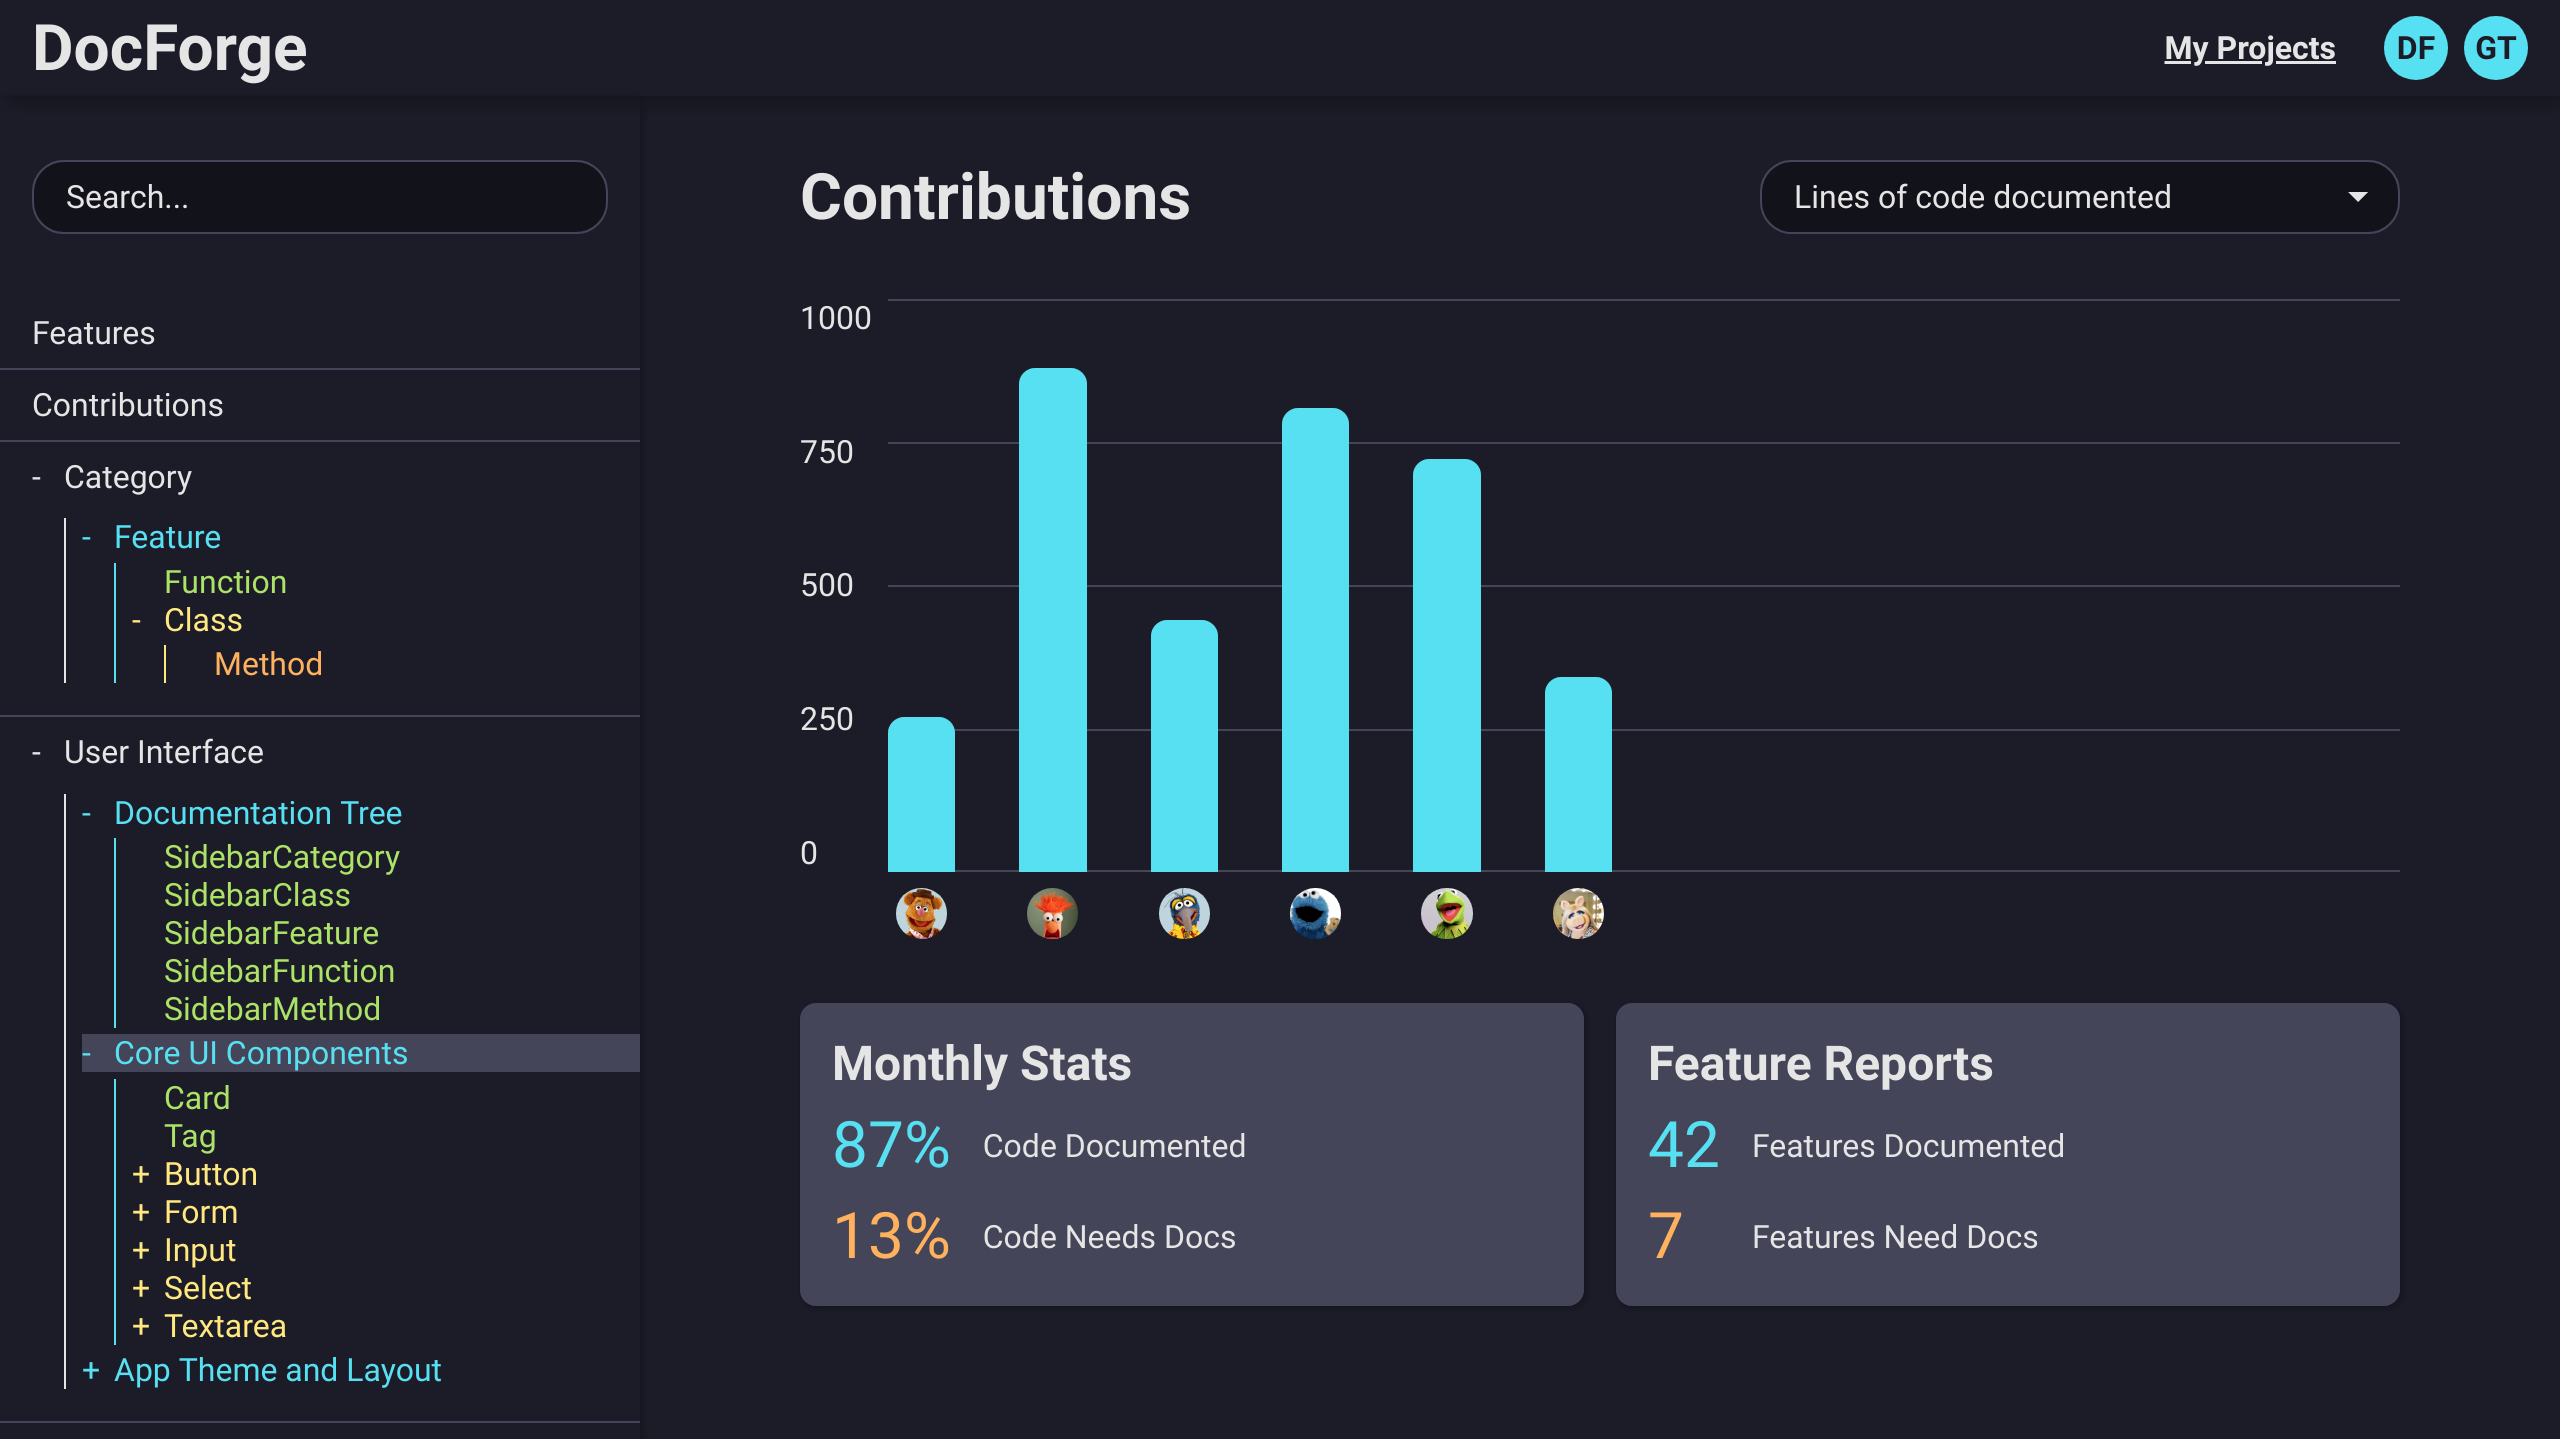 DocForge
My Projects
DF
GT
Search...
Features
Contributions
- Category
- Feature
Function
- Class
Method
- User Interface
- Documentation Tree
SidebarCategory
SidebarClass
SidebarFeature
SidebarFunction
SidebarMethod
- Core UI Components
Card
Tag
+ Button
+ Form
+ Input
+ Select
+ Textarea
+ App Theme and Layout
Contributions
Lines of code documented
1000
750
500
250
0
Monthly Stats
87% Code Documented
13% Code Needs Docs
Feature Reports
42 Features Documented
7 Features Need Docs